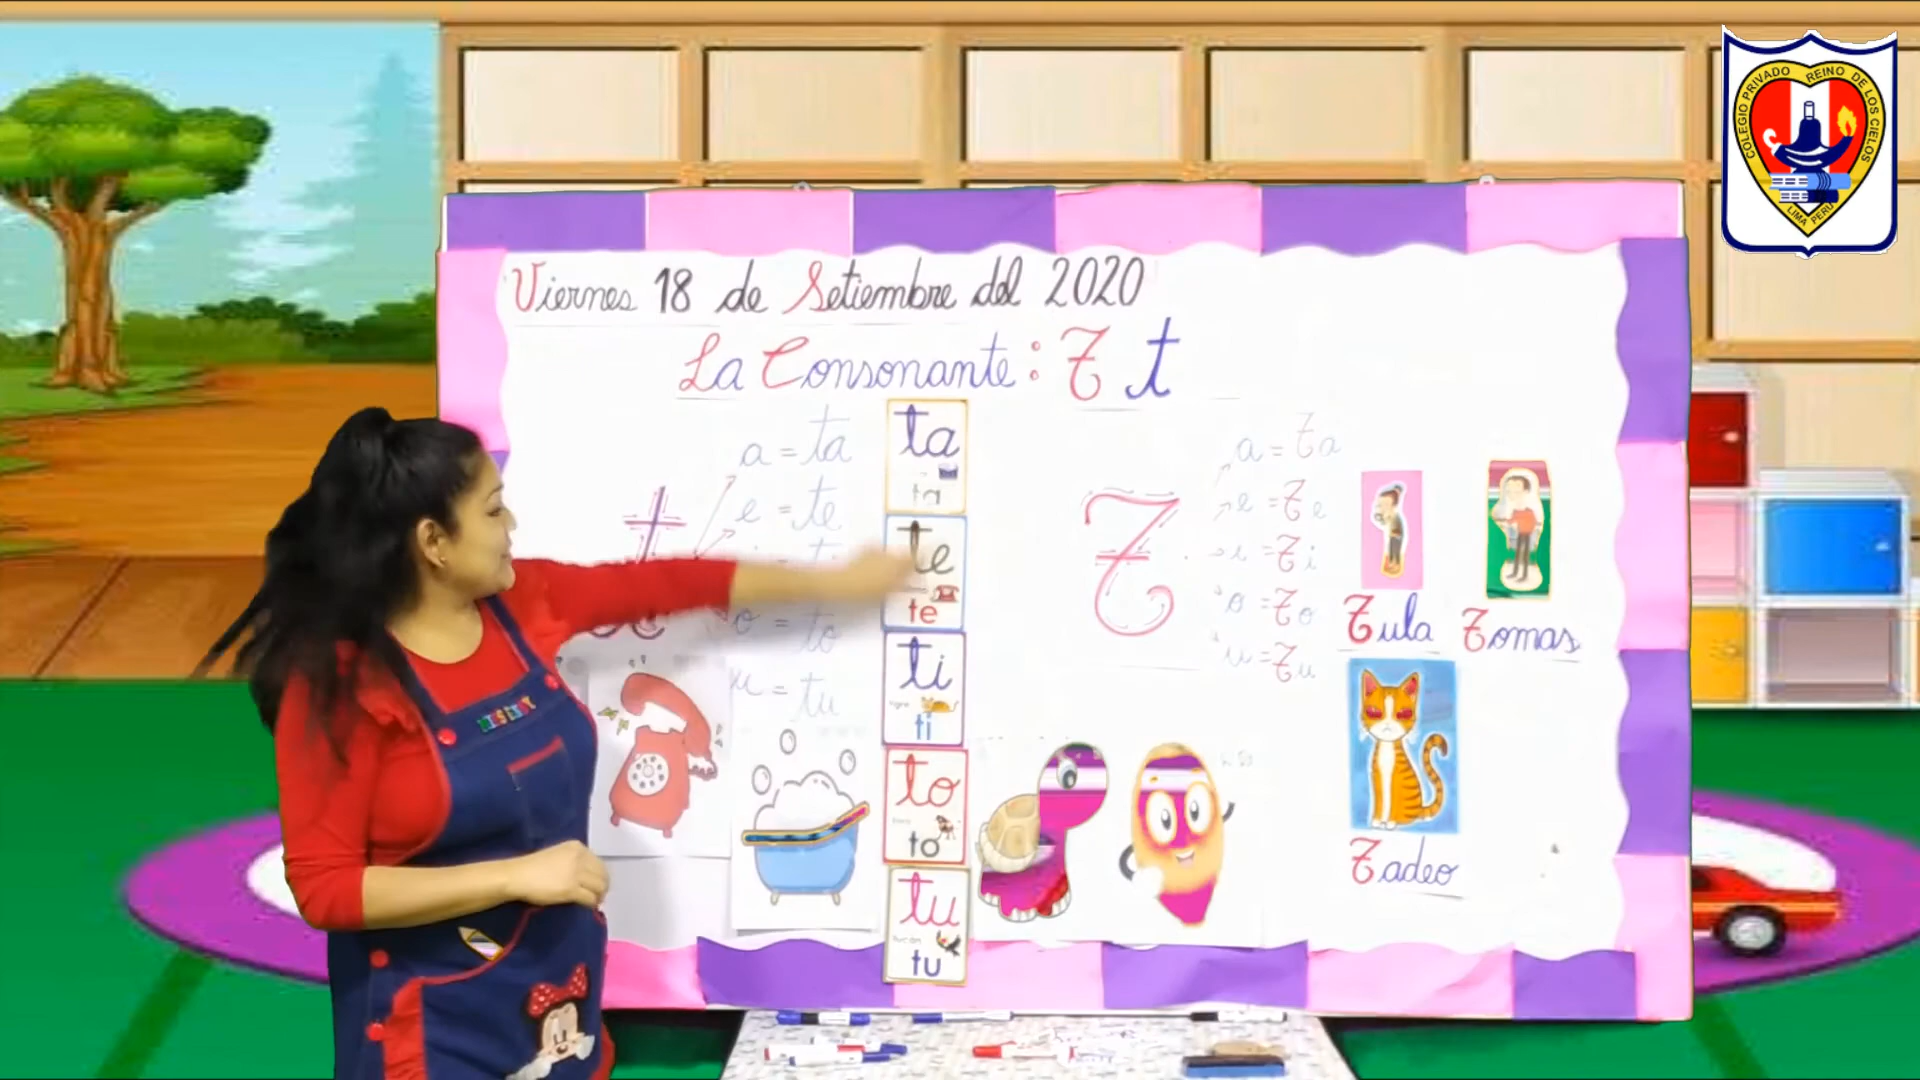 COLEGIO PRIVADO REINO DE LOS CIELOS
LIMA PERU
Viernes 18 de Setiembre del 2020
La Consonante : T t
a = ta
e = te
o = to
u = tu
ta
ta
te
te
ti
tigre
ti
to
to
tu
tucan
tu
T
a = Ta
e = Te
i = Ti
o = To
u = Tu
Tula
Tomas
Tadeo